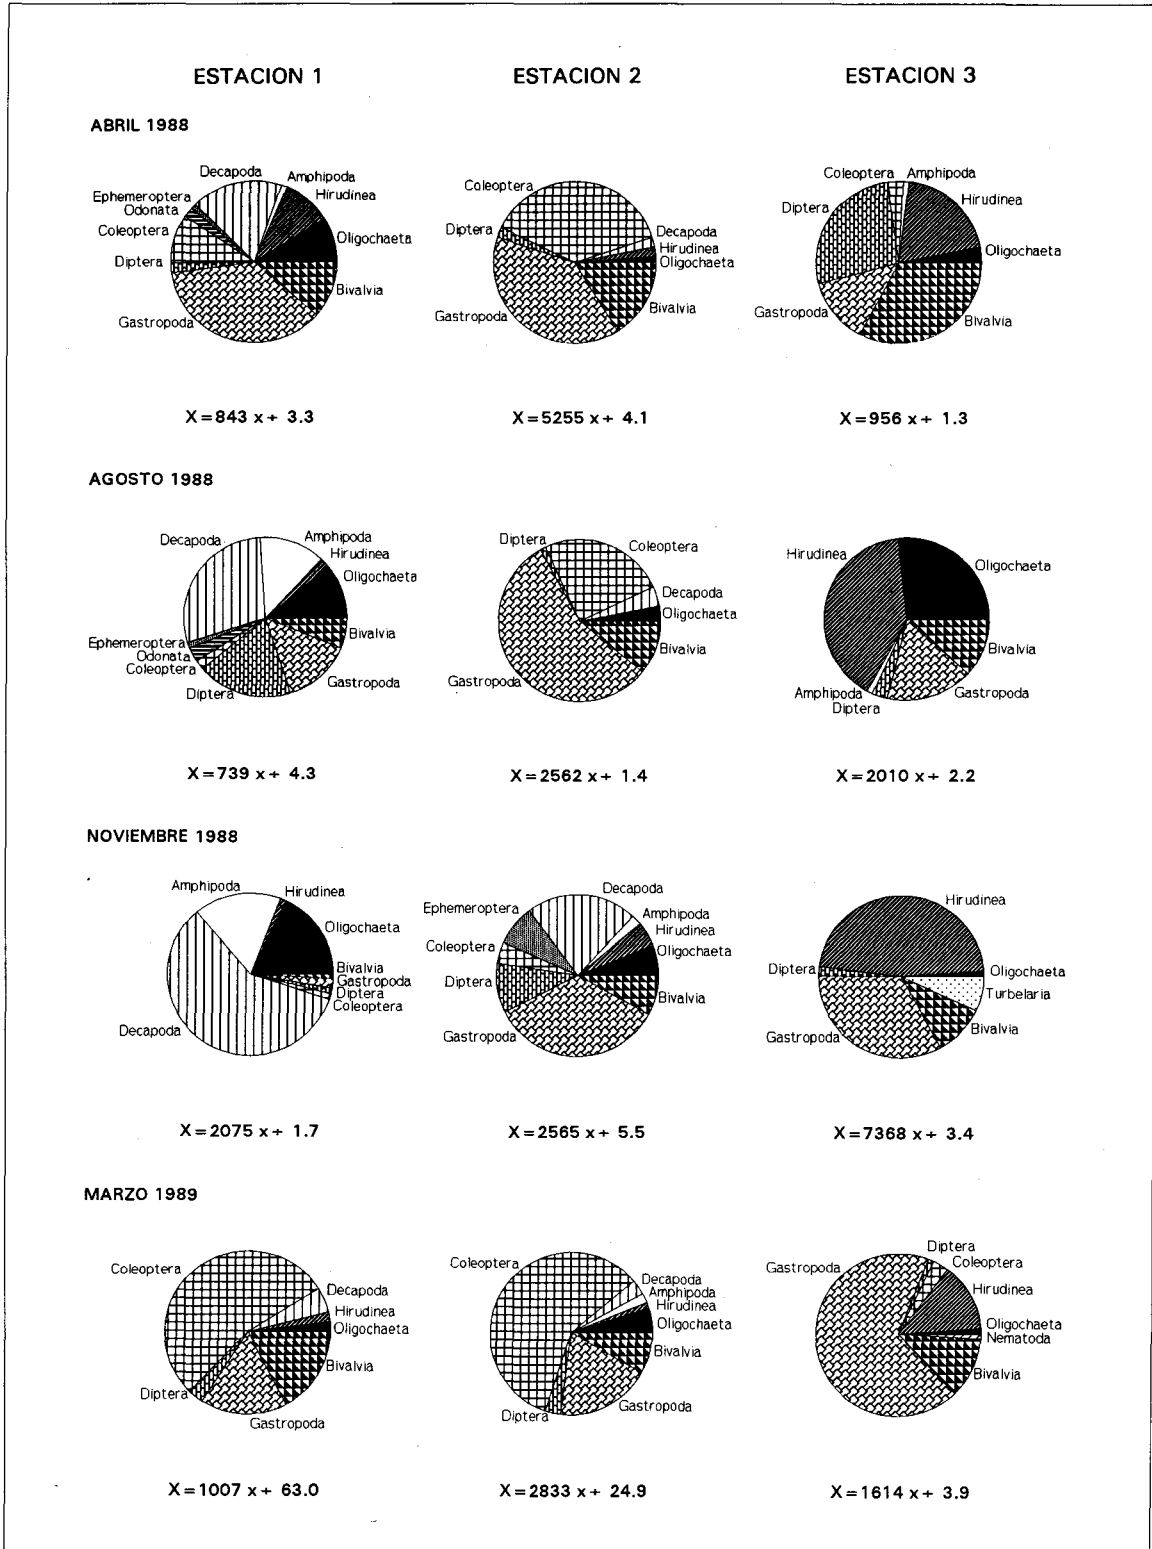 ESTACION 1
ESTACION 2
ESTACION 3
ABRIL 1988
Decapoda
Amphipoda
Hirudinea
Ephemeroptera
Odonata
Coleoptera
Oligochaeta
Diptera
Bivalvia
Gastropoda
Coleoptera
Decapoda
Diptera
Hirudinea
Oligochaeta
Bivalvia
Gastropoda
Coleoptera
Amphipoda
Hirudinea
Diptera
Oligochaeta
Gastropoda
Bivalvia
X=843 x÷ 3.3
X=5255 x÷ 4.1
X=956 x÷ 1.3
AGOSTO 1988
Decapoda
Amphipoda
Hirudinea
Oligochaeta
Ephemeroptera
Bivalvia
Odonata
Coleoptera
Gastropoda
Diptera
Diptera
Coleoptera
Decapoda
Oligochaeta
Bivalvia
Gastropoda
Hirudinea
Oligochaeta
Bivalvia
Amphipoda
Gastropoda
Diptera
X=739 x÷ 4.3
X=2562 x÷ 1.4
X=2010 x÷ 2.2
NOVIEMBRE 1988
Amphipoda
Hirudinea
Oligochaeta
Bivalvia
Gastropoda
Diptera
Coleoptera
Decapoda
Decapoda
Ephemeroptera
Amphipoda
Hirudinea
Coleoptera
Oligochaeta
Diptera
Bivalvia
Gastropoda
Hirudinea
Diptera
Oligochaeta
Turbelaria
Bivalvia
Gastropoda
X=2075 x÷ 1.7
X=2565 x÷ 5.5
X=7368 x÷ 3.4
MARZO 1989
Coleoptera
Decapoda
Hirudinea
Oligochaeta
Bivalvia
Diptera
Gastropoda
Coleoptera
Decapoda
Amphipoda
Hirudinea
Oligochaeta
Bivalvia
Gastropoda
Diptera
Diptera
Gastropoda
Coleoptera
Hirudinea
Oligochaeta
Nematoda
Bivalvia
X=1007 x÷ 63.0
X=2833 x÷ 24.9
X=1614 x÷ 3.9